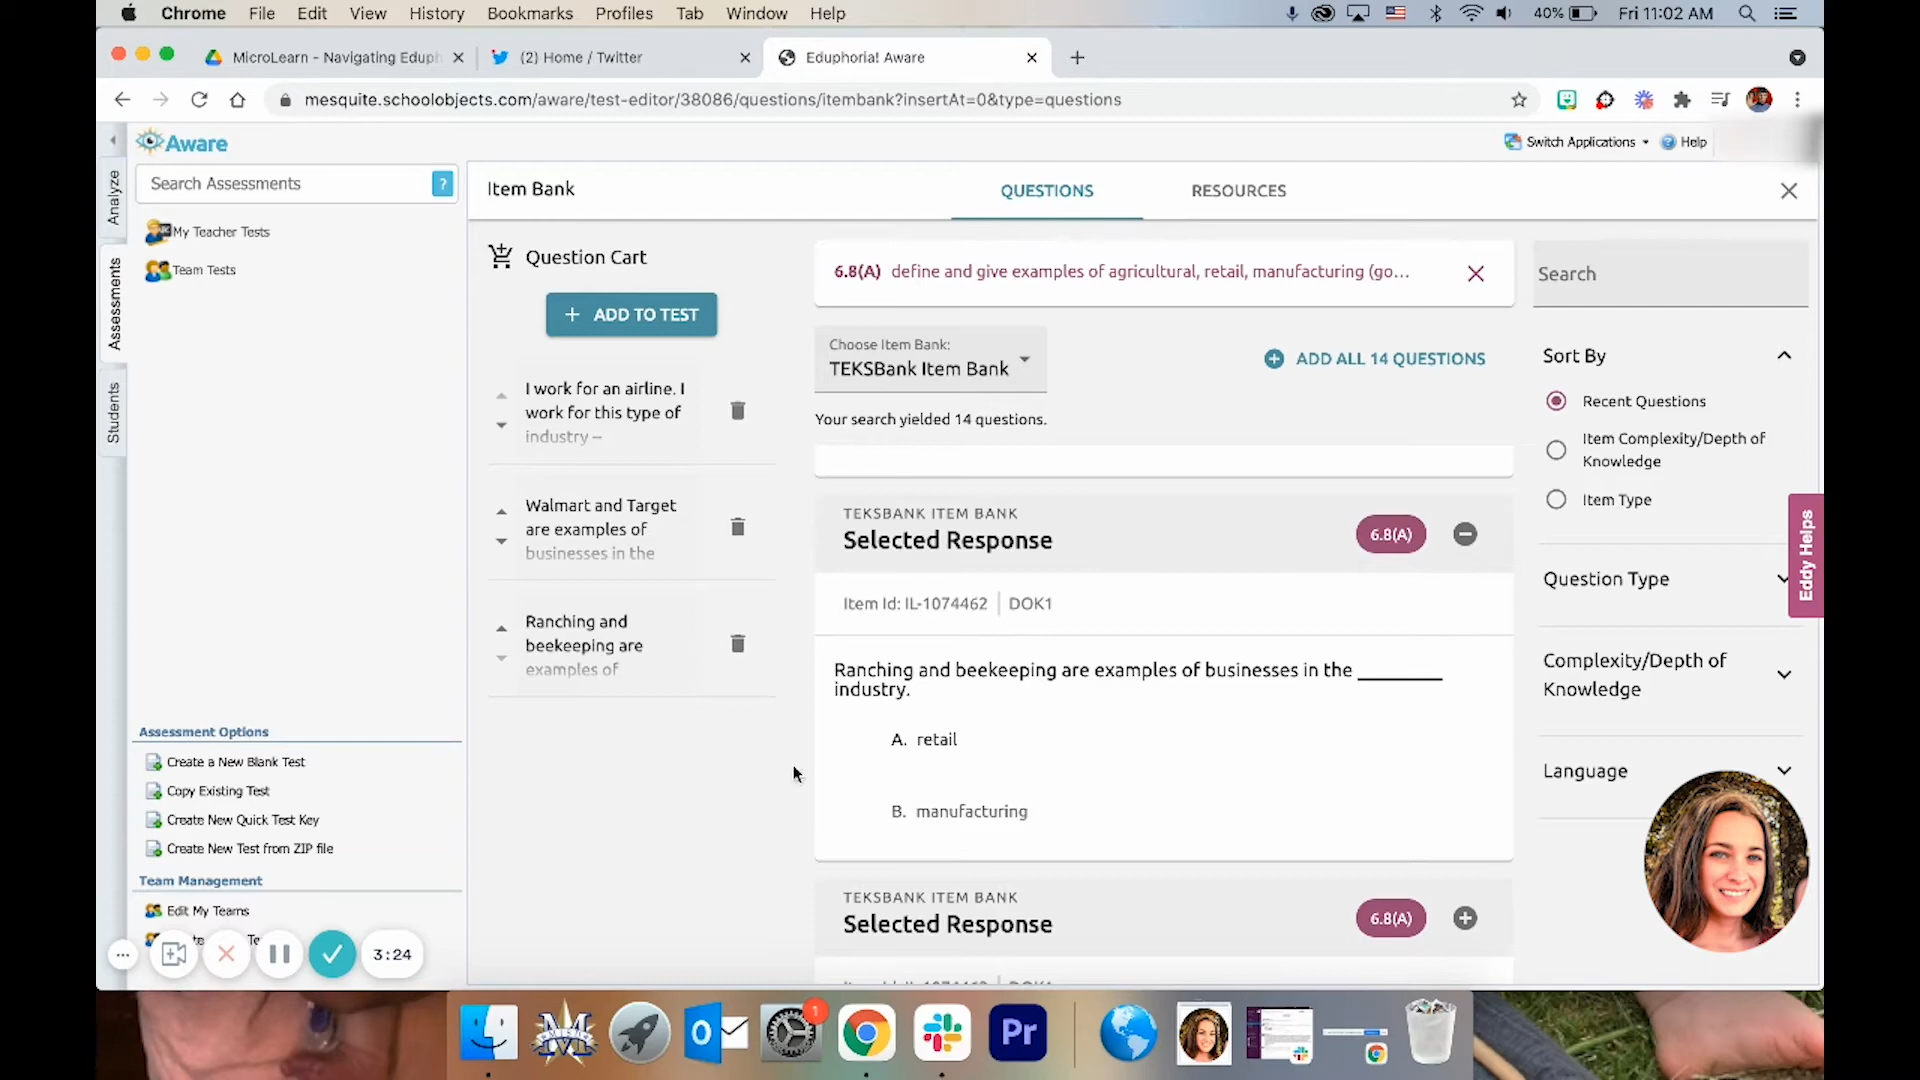 Chrome File Edit View History Bookmarks Profiles Tab Window Help 40% Fri 11:02 AM
MicroLearn - Navigating Eduph (2) Home / Twitter Eduphoria! Aware
mesquite.schoolobjects.com/aware/test-editor/38086/questions/itembank?insertAt=0&type=questions
Aware
Switch Applications Help
Analyze
Assessments
Students
Search Assessments ?
My Teacher Tests
Team Tests
Assessment Options
Create a New Blank Test
Copy Existing Test
Create New Quick Test Key
Create New Test from ZIP file
Team Management
Edit My Teams
3:24
Item Bank QUESTIONS RESOURCES
Question Cart
+ ADD TO TEST
I work for an airline. I
work for this type of
industry –
Walmart and Target
are examples of
businesses in the
Ranching and
beekeeping are
examples of
6.8(A) define and give examples of agricultural, retail, manufacturing (go...
Choose Item Bank:
TEKSBank Item Bank
ADD ALL 14 QUESTIONS
Your search yielded 14 questions.
TEKSBANK ITEM BANK
Selected Response
6.8(A)
Item Id: IL-1074462 DOK1
Ranching and beekeeping are examples of businesses in the __________
industry.
A. retail
B. manufacturing
TEKSBANK ITEM BANK
Selected Response
6.8(A)
Search
Sort By
Recent Questions
Item Complexity/Depth of
Knowledge
Item Type
Question Type
Complexity/Depth of
Knowledge
Language
Eddy Helps
M
1
Pr